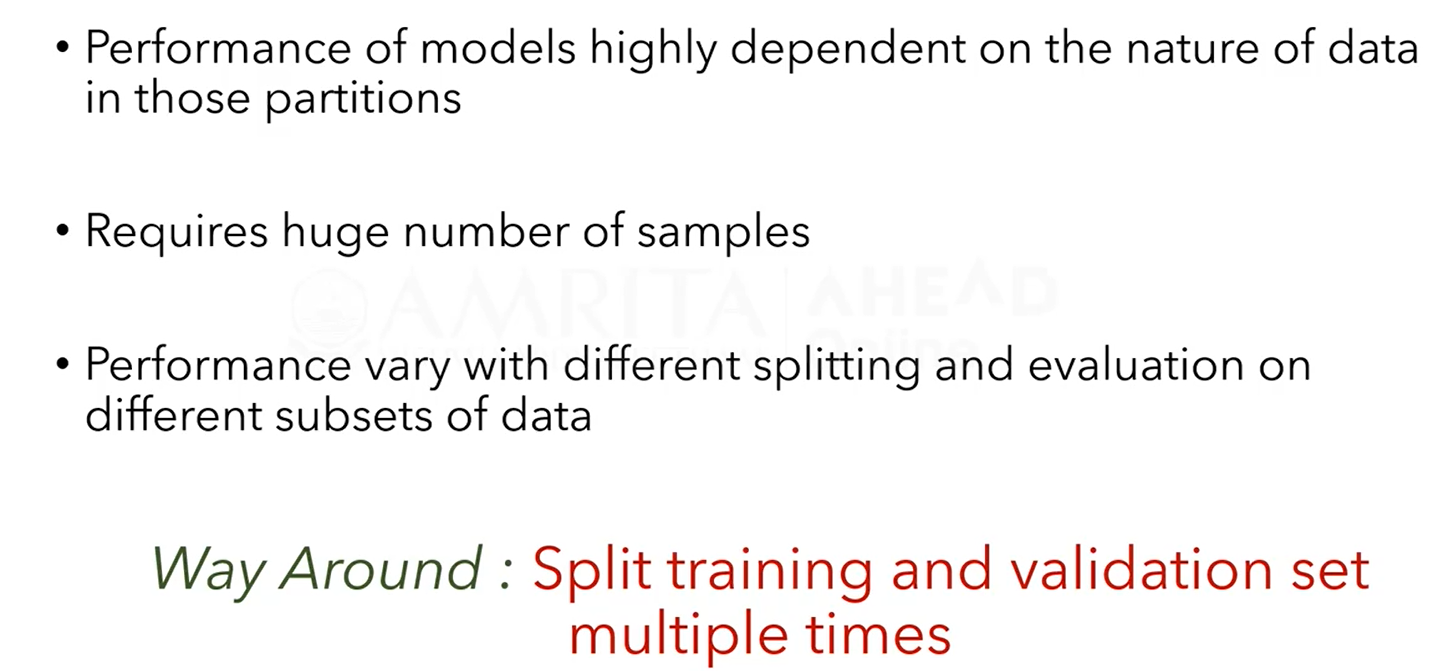 • Performance of models highly dependent on the nature of data
in those partitions
• Requires huge number of samples
AMRITA AHEAD
Online
• Performance vary with different splitting and evaluation on
different subsets of data
Way Around : Split training and validation set
multiple times